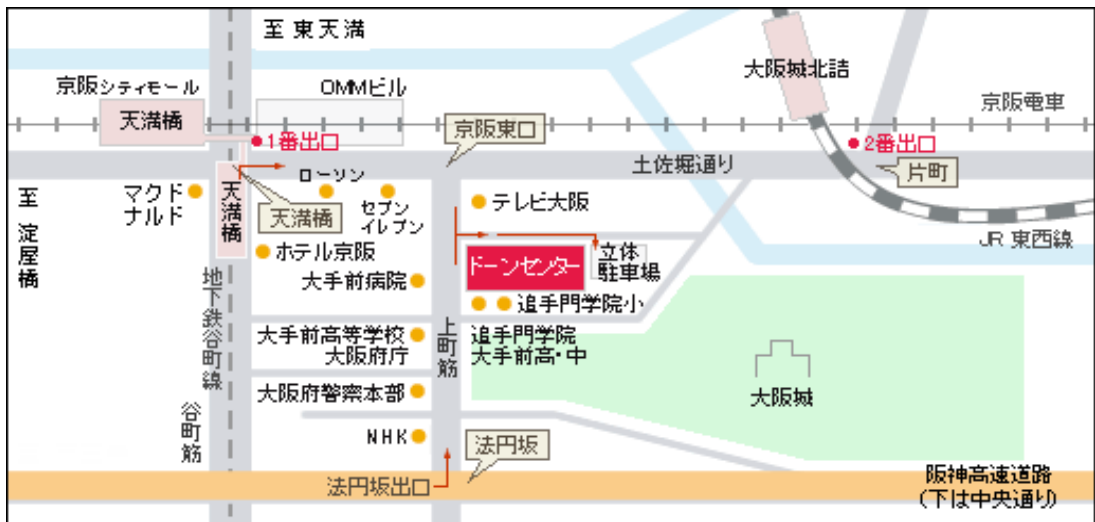 至 東天満
大阪城北詰
京阪シティモール
OMMビル
京阪電車
天満橋
京阪東口
1番出口
2番出口
土佐堀通り
片町
ローソン
マクド
ナルド
天満橋
天満橋
セブン
イレブン
テレビ大阪
至 淀屋橋
JR 東西線
ホテル京阪
ドーンセンター
立体
駐車場
大手前病院
追手門学院小
地下鉄谷町線
大手前高等学校
大阪府庁
上町筋
追手門学院
大手前高・中
大阪府警察本部
大阪城
谷町筋
NHK
法円坂
法円坂出口
阪神高速道路
(下は中央通り)